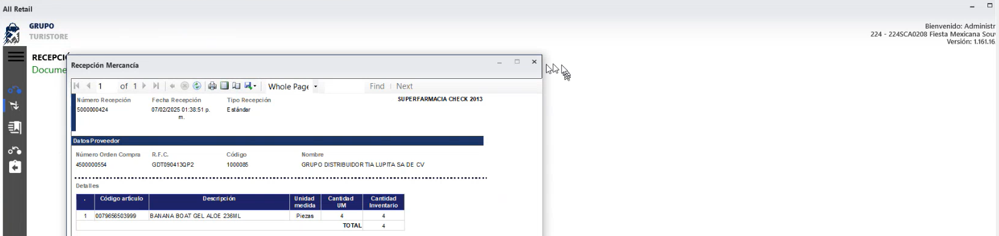 All Retail
GRUPO
TURISTORE
Bienvenido: Administr
224 - 224SCA0208 Fiesta Mexicana Sou
Versión: 1.161.16
RECEPCI
Docume
Recepción Mercancía
1 of 1 Whole Page Find Next
Número Recepción Fecha Recepción Tipo Recepción SUPERFARMACIA CHECK 2013
5000000424 07/02/2025 01:38:51 p. m. Estándar
Datos Proveedor
Número Orden Compra R.F.C. Código Nombre
4500000554 GDT090413QP2 1000085 GRUPO DISTRIBUIDOR TIA LUPITA SA DE CV
Detalles
. Código artículo Descripción Unidad medida Cantidad UM Cantidad Inventario
1 0079656503999 BANANA BOAT GEL ALOE 236ML Piezas 4 4
TOTAL 4